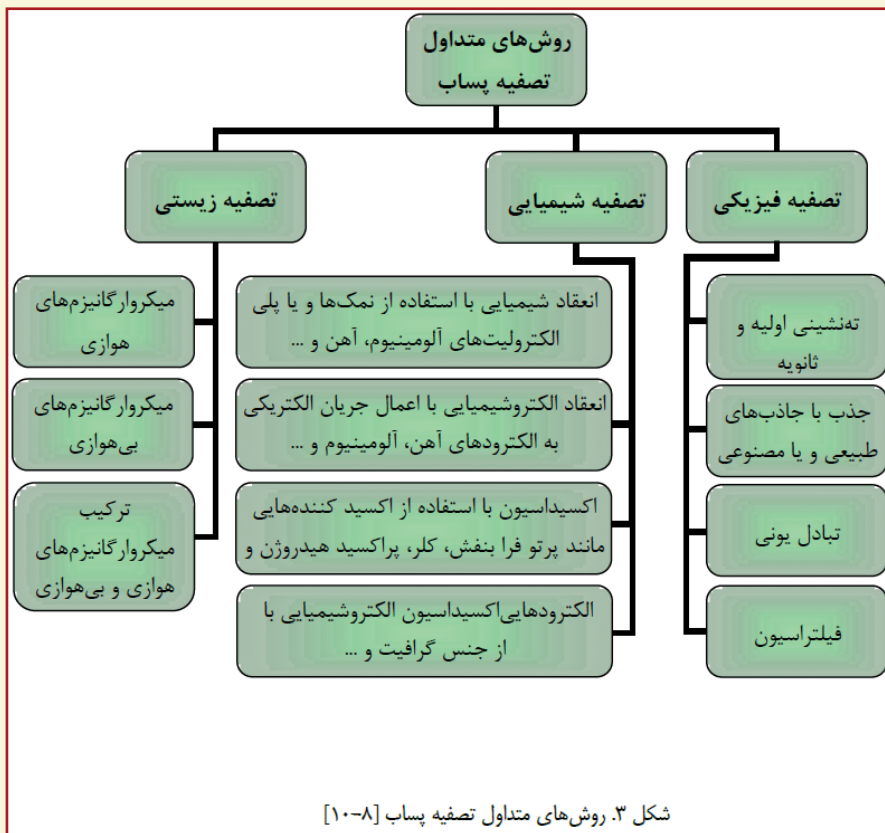 روش‌های متداول
تصفیه پساب
تصفیه فیزیکی
تصفیه شیمیایی
تصفیه زیستی
ته‌نشینی اولیه و
ثانویه
جذب با جاذب‌های
طبیعی و یا مصنوعی
تبادل یونی
فیلتراسیون
انعقاد شیمیایی با استفاده از نمک‌ها و یا پلی
الکترولیت‌های آلومینیوم، آهن و ...
انعقاد الکتروشیمیایی با اعمال جریان الکتریکی
به الکترودهای آهن، آلومینیوم و ...
اکسیداسیون با استفاده از اکسید کننده‌هایی
مانند پرتو فرا بنفش، کلر، پراکسید هیدروژن و
الکترودهایی‌اکسیداسیون الکتروشیمیایی با
از جنس گرافیت و ...
میکروارگانیزم‌های
هوازی
میکروارگانیزم‌های
بی‌هوازی
ترکیب
میکروارگانیزم‌های
هوازی و بی‌هوازی
شکل ۳. روش‌های متداول تصفیه پساب [۸-۱۰]